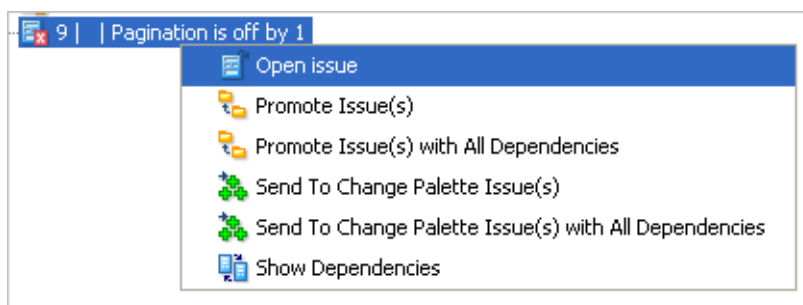 9 | | Pagination is off by 1
Open issue
Promote Issue(s)
Promote Issue(s) with All Dependencies
Send To Change Palette Issue(s)
Send To Change Palette Issue(s) with All Dependencies
Show Dependencies